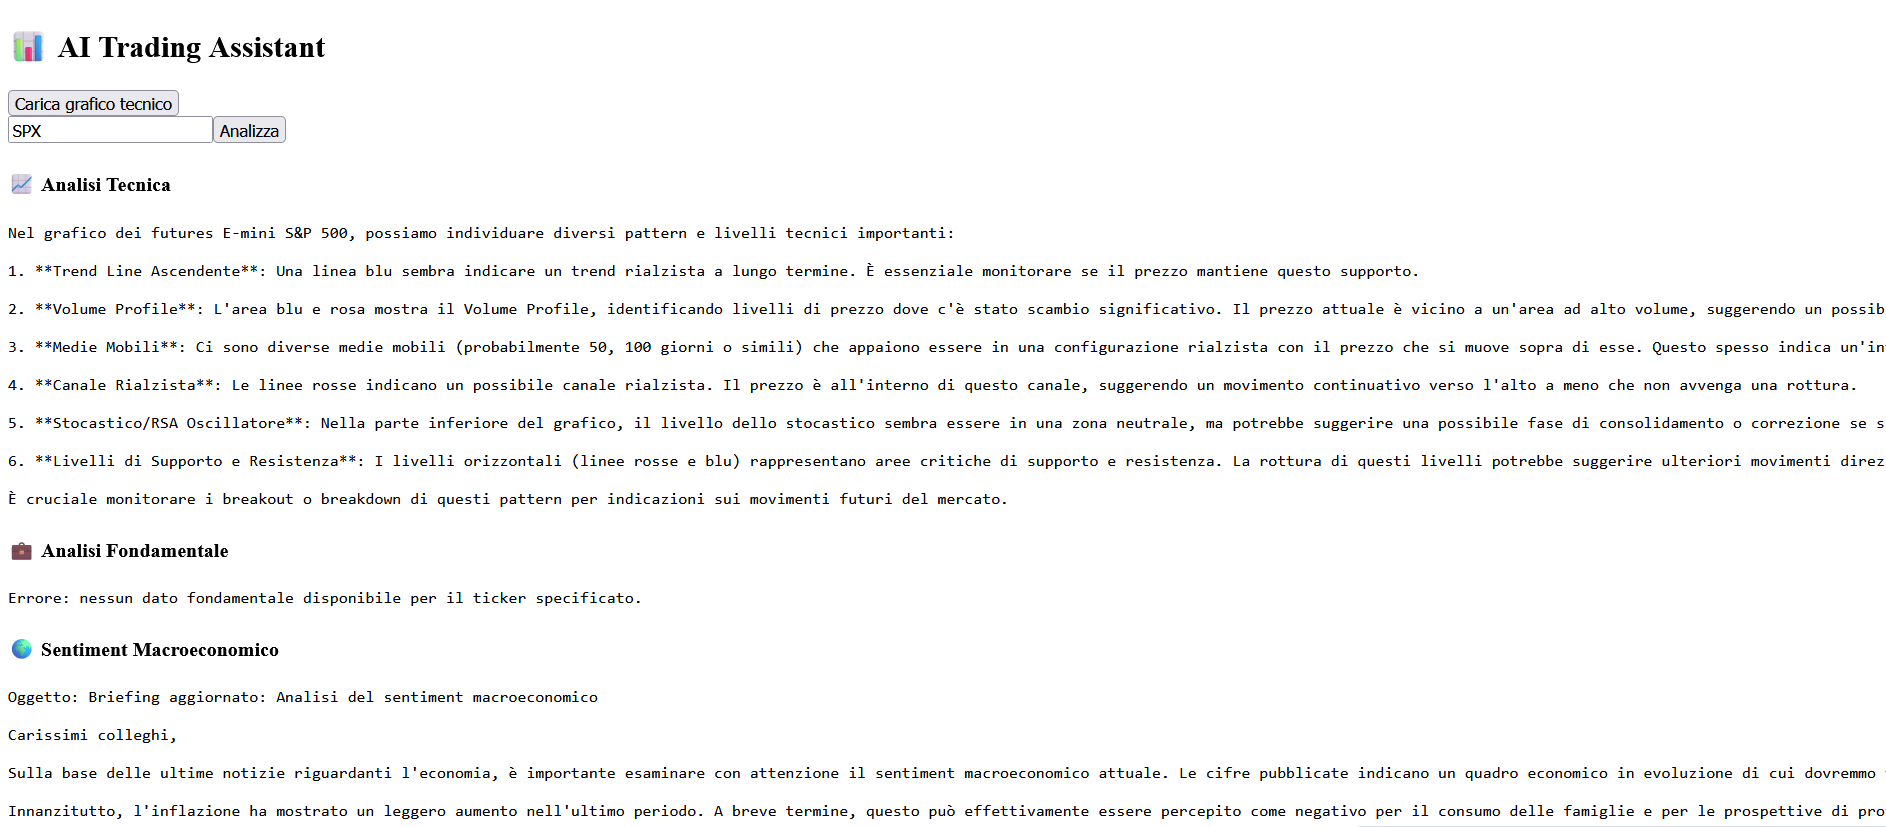 AI Trading Assistant
Carica grafico tecnico
SPX
Analizza
Analisi Tecnica
Nel grafico dei futures E-mini S&P 500, possiamo individuare diversi pattern e livelli tecnici importanti:
1. **Trend Line Ascendente**: Una linea blu sembra indicare un trend rialzista a lungo termine. È essenziale monitorare se il prezzo mantiene questo supporto.
2. **Volume Profile**: L'area blu e rosa mostra il Volume Profile, identificando livelli di prezzo dove c'è stato scambio significativo. Il prezzo attuale è vicino a un'area ad alto volume, suggerendo un possib
3. **Medie Mobili**: Ci sono diverse medie mobili (probabilmente 50, 100 giorni o simili) che appaiono essere in una configurazione rialzista con il prezzo che si muove sopra di esse. Questo spesso indica un'in
4. **Canale Rialzista**: Le linee rosse indicano un possibile canale rialzista. Il prezzo è all'interno di questo canale, suggerendo un movimento continuativo verso l'alto a meno che non avvenga una rottura.
5. **Stocastico/RSA Oscillatore**: Nella parte inferiore del grafico, il livello dello stocastico sembra essere in una zona neutrale, ma potrebbe suggerire una possibile fase di consolidamento o correzione se s
6. **Livelli di Supporto e Resistenza**: I livelli orizzontali (linee rosse e blu) rappresentano aree critiche di supporto e resistenza. La rottura di questi livelli potrebbe suggerire ulteriori movimenti direz
È cruciale monitorare i breakout o breakdown di questi pattern per indicazioni sui movimenti futuri del mercato.
Analisi Fondamentale
Errore: nessun dato fondamentale disponibile per il ticker specificato.
Sentiment Macroeconomico
Oggetto: Briefing aggiornato: Analisi del sentiment macroeconomico
Carissimi colleghi,
Sulla base delle ultime notizie riguardanti l'economia, è importante esaminare con attenzione il sentiment macroeconomico attuale. Le cifre pubblicate indicano un quadro economico in evoluzione di cui dovremmo
Innanzitutto, l'inflazione ha mostrato un leggero aumento nell'ultimo periodo. A breve termine, questo può effettivamente essere percepito come negativo per il consumo delle famiglie e per le prospettive di pro